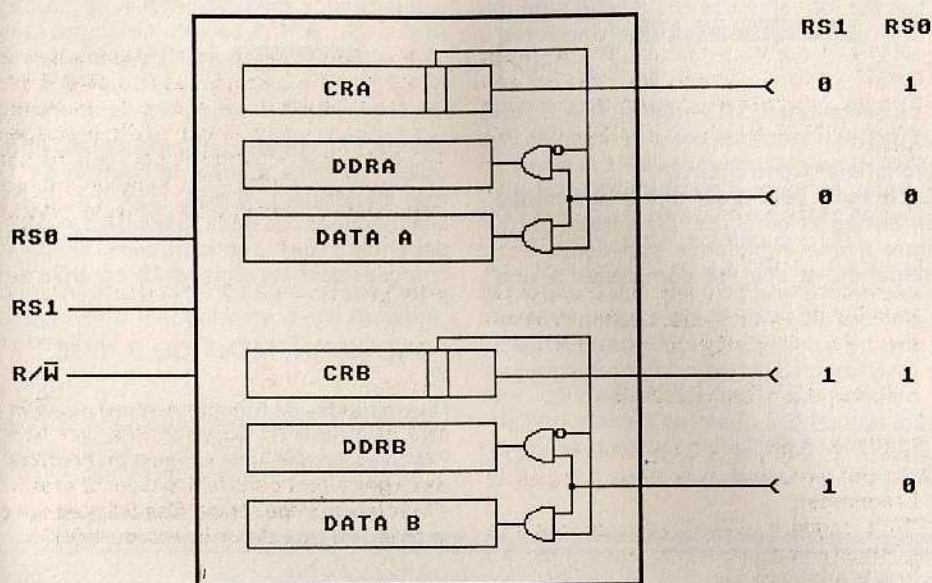 RS1 RS0
CRA 0 1
DDRA
0 0
DATA A
RS0
RS1
CRB 1 1
R/W̅
DDRB
1 0
DATA B